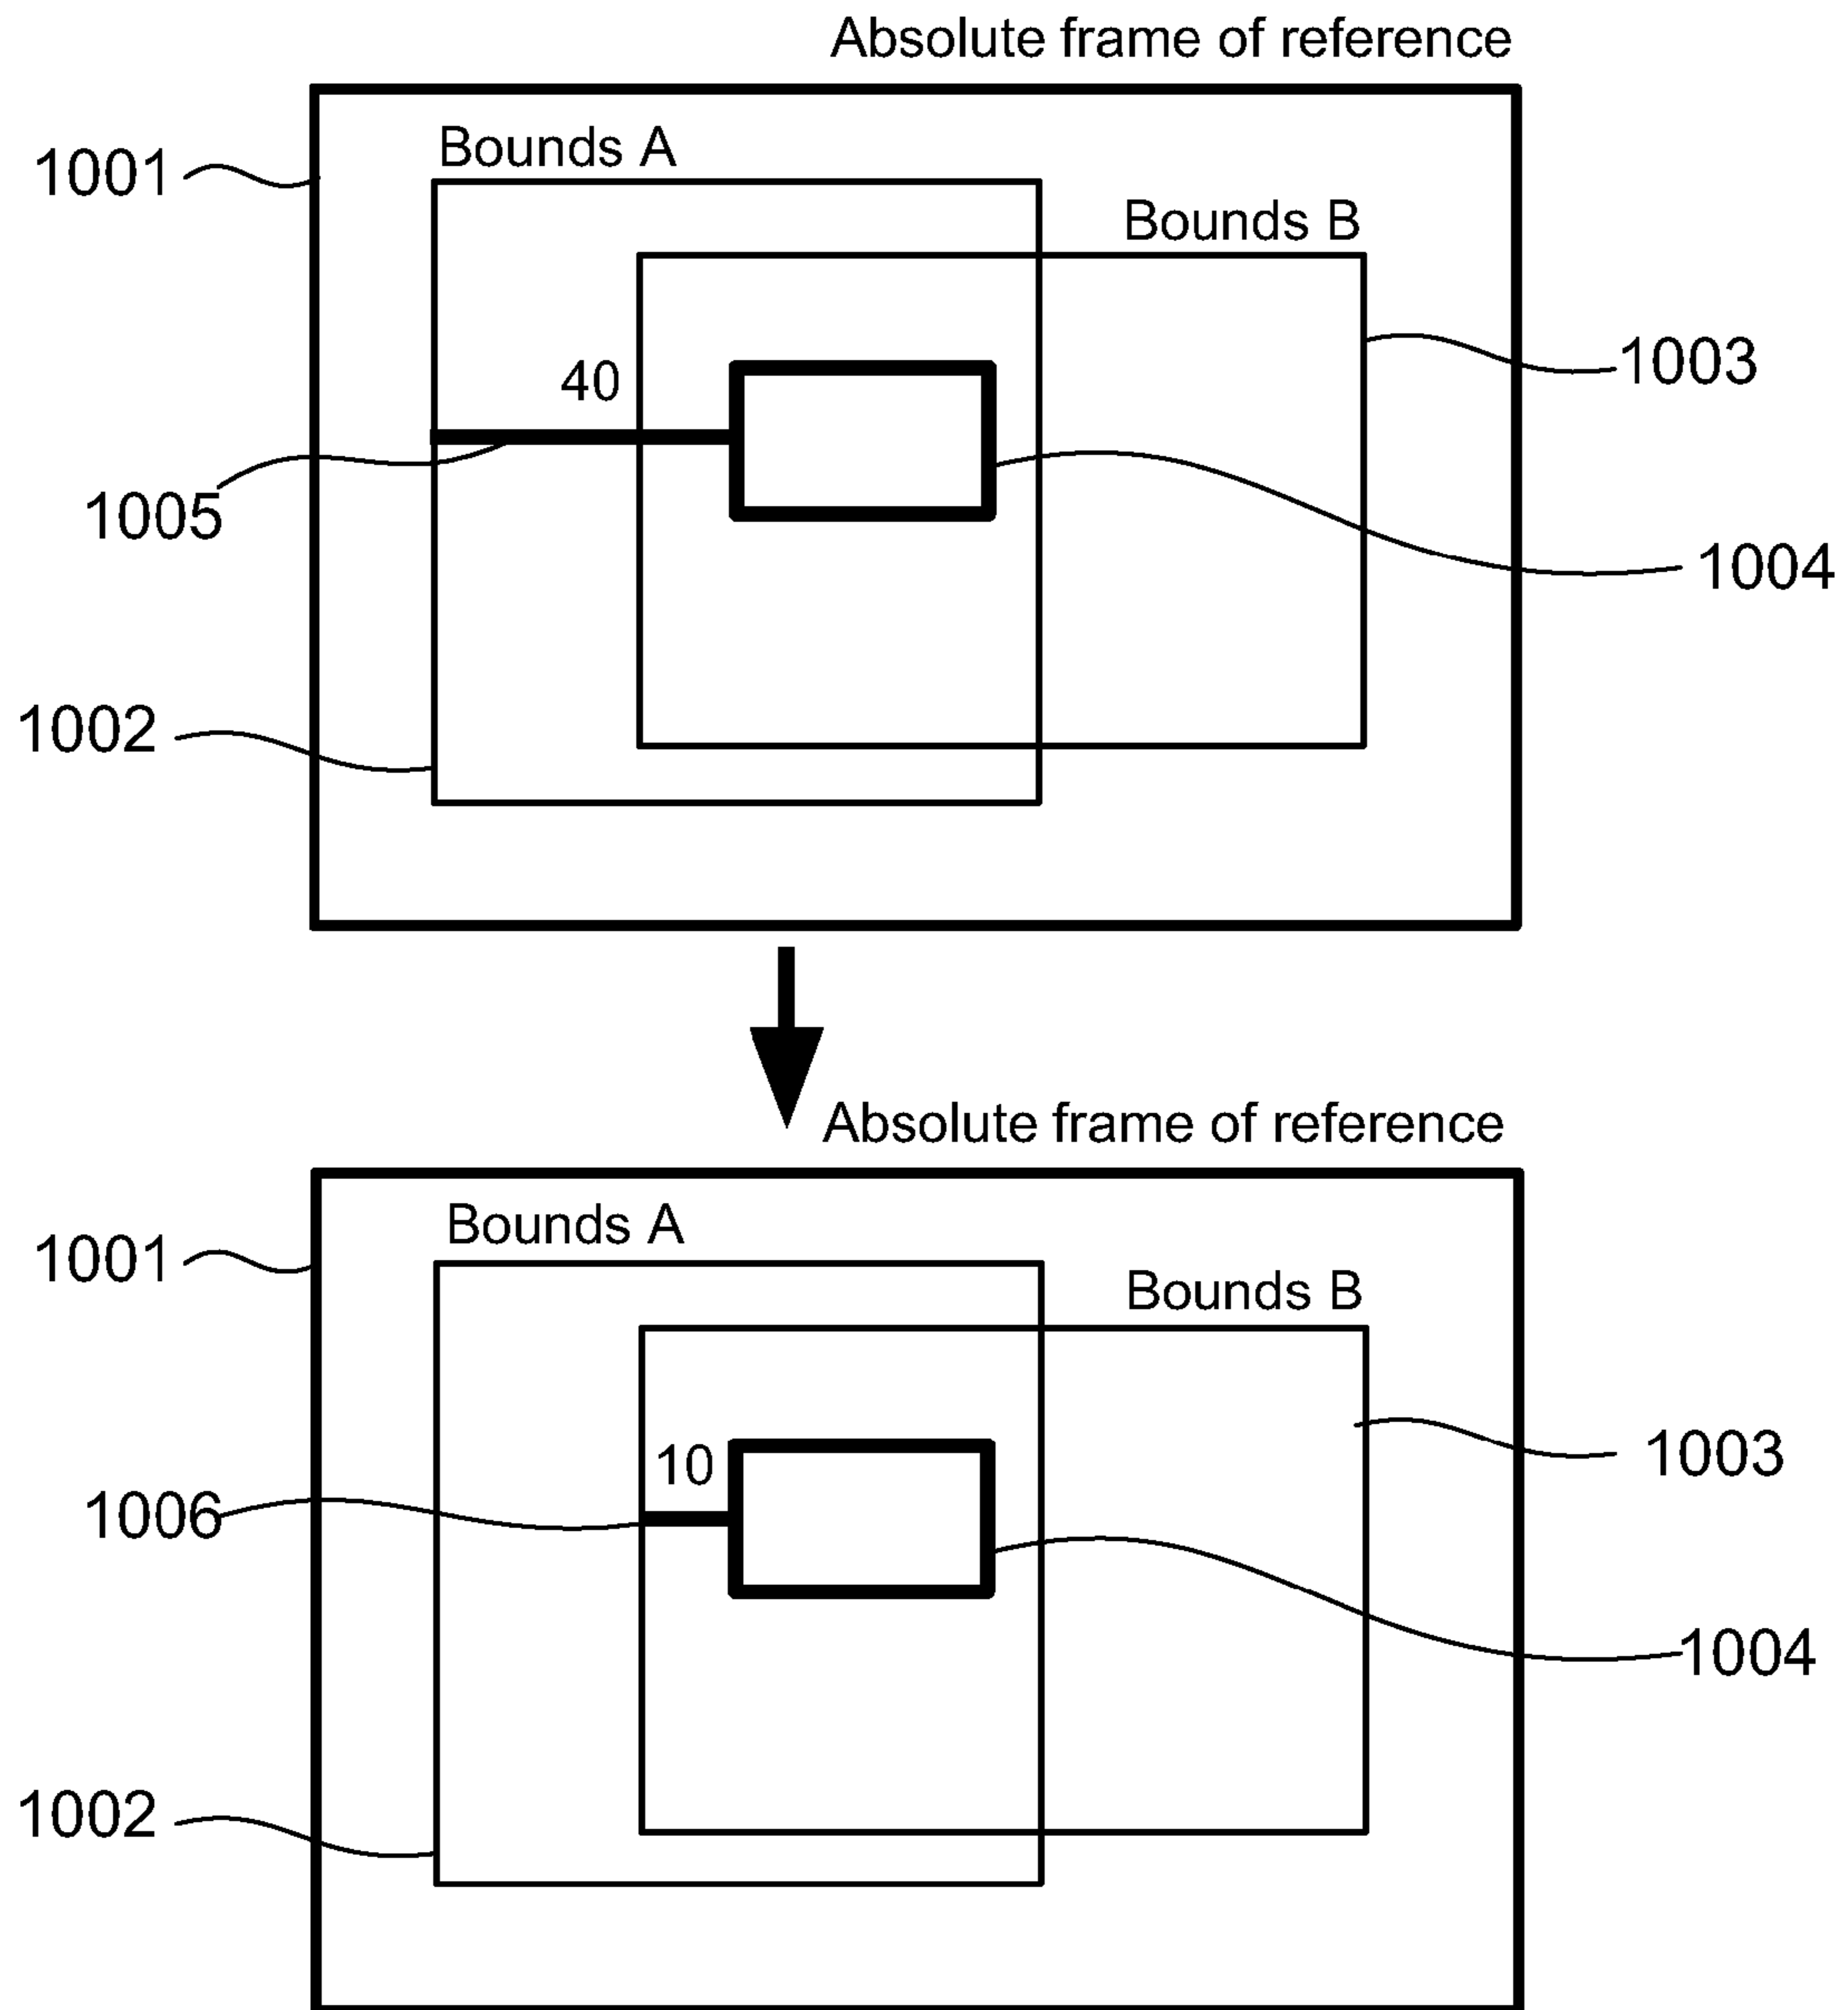 Absolute frame of reference
1001
Bounds A
Bounds B
1003
40
1005
1004
1002
Absolute frame of reference
1001
Bounds A
Bounds B
1003
10
1006
1004
1002